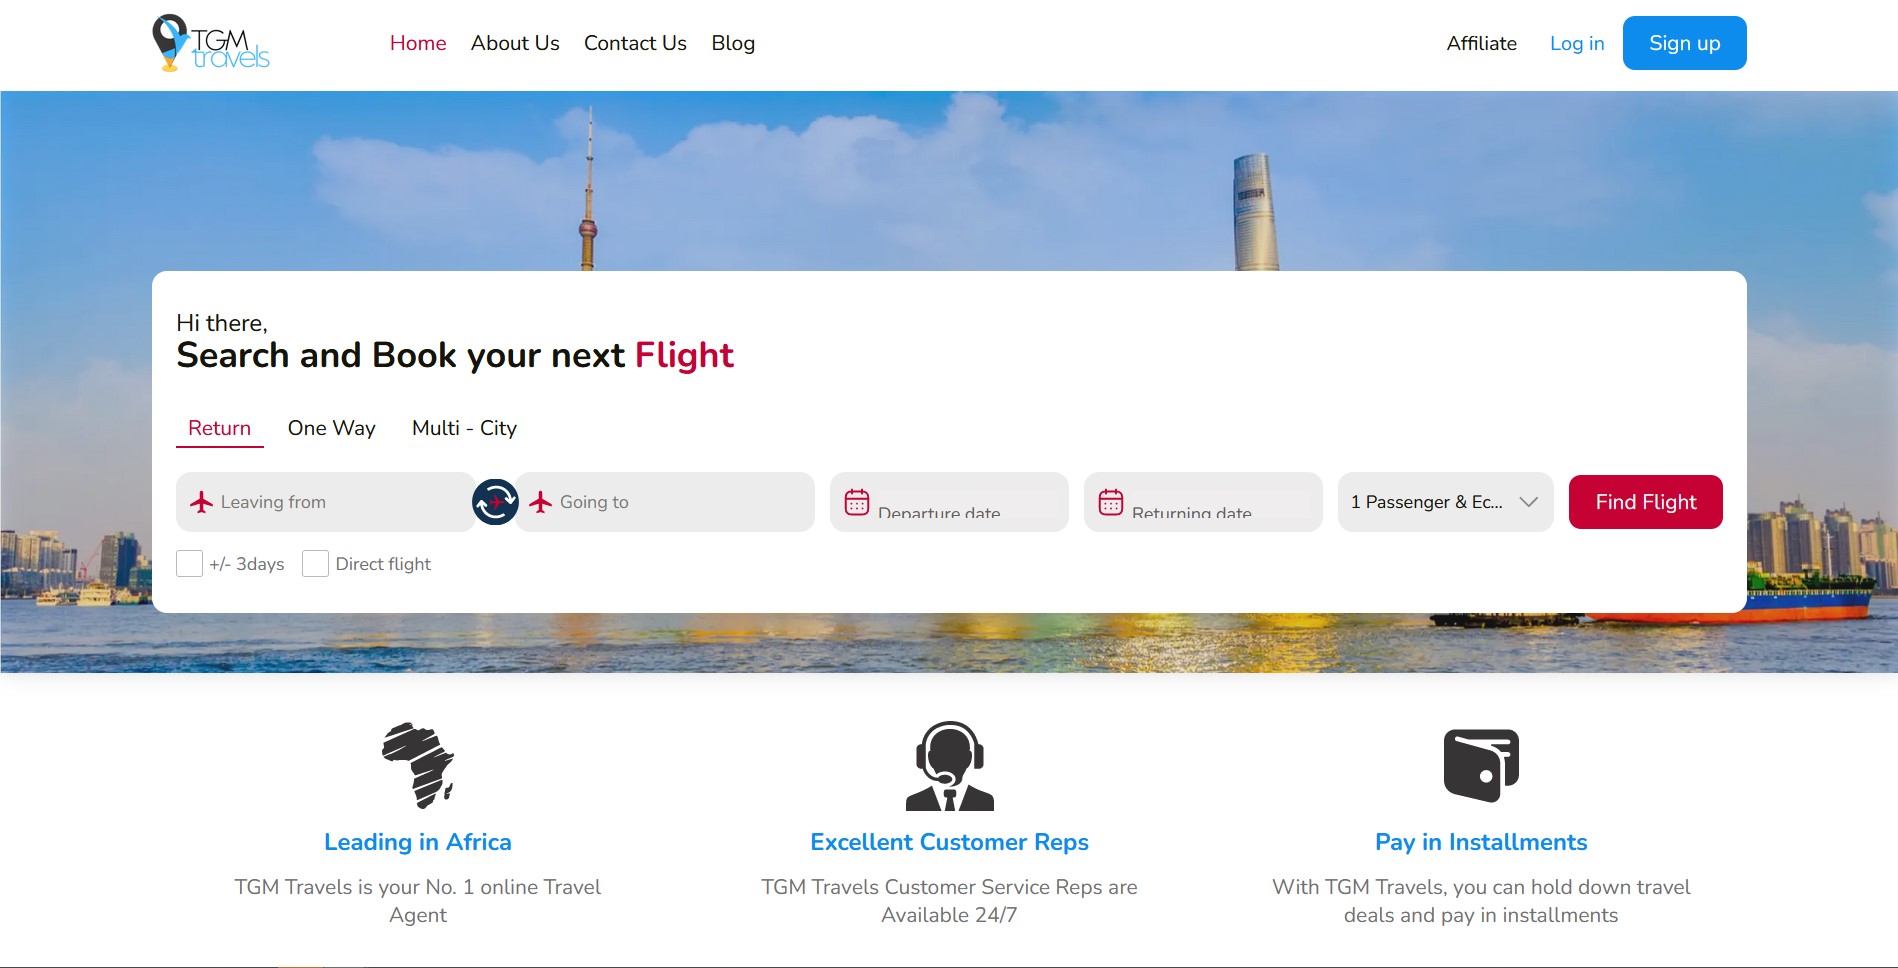 TGM
travels
Home
About Us
Contact Us
Blog
Affiliate
Log in
Sign up
Hi there,
Search and Book your next Flight
Return
One Way
Multi - City
Leaving from
Going to
Departure date
Returning date
1 Passenger & Ec...
Find Flight
+/- 3days
Direct flight
Leading in Africa
TGM Travels is your No. 1 online Travel
Agent
Excellent Customer Reps
TGM Travels Customer Service Reps are
Available 24/7
Pay in Installments
With TGM Travels, you can hold down travel
deals and pay in installments